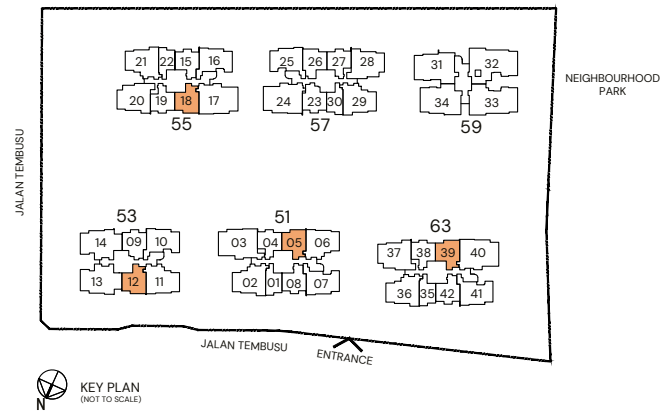 21 22 15 16
25 26 27 28
31 32
20 19 18 17
24 23 30 29
34 33
55
57
59
NEIGHBOURHOOD
PARK
JALAN TEMBUSU
53
51
63
14 09 10
03 04 05 06
37 38 39 40
13 12 11
02 01 08 07
36 35 42 41
JALAN TEMBUSU
ENTRANCE
N
KEY PLAN
(NOT TO SCALE)